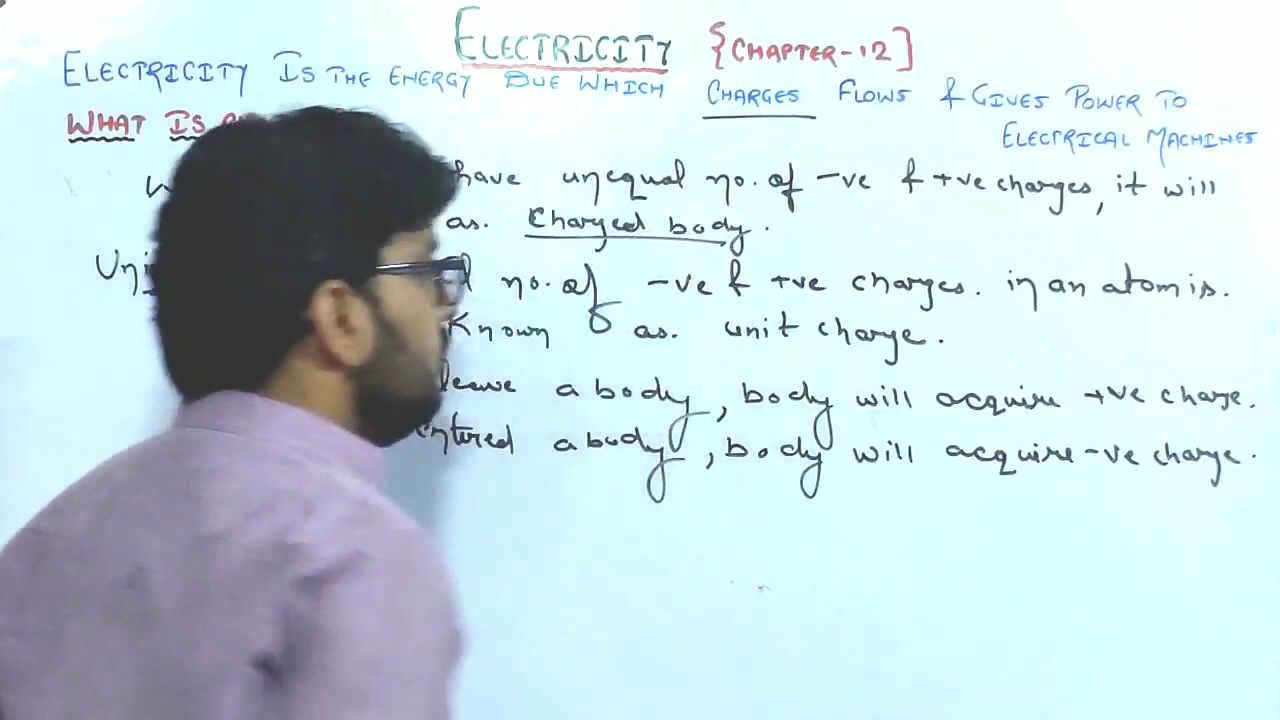 ELECTRICITY {CHAPTER-12]
ELECTRICITY IS THE ENERGY DUE WHICH CHARGES FLOWS & GIVES POWER TO
ELECTRICAL MACHINES
WHAT IS
have unequal no. of -ve & +ve charges, it will
as. Charged body.
no. of -ve & +ve charges. in an atom is.
Known as. unit charge.
leave a body, body will acquire +ve charge.
entered a body, body will acquire -ve charge.